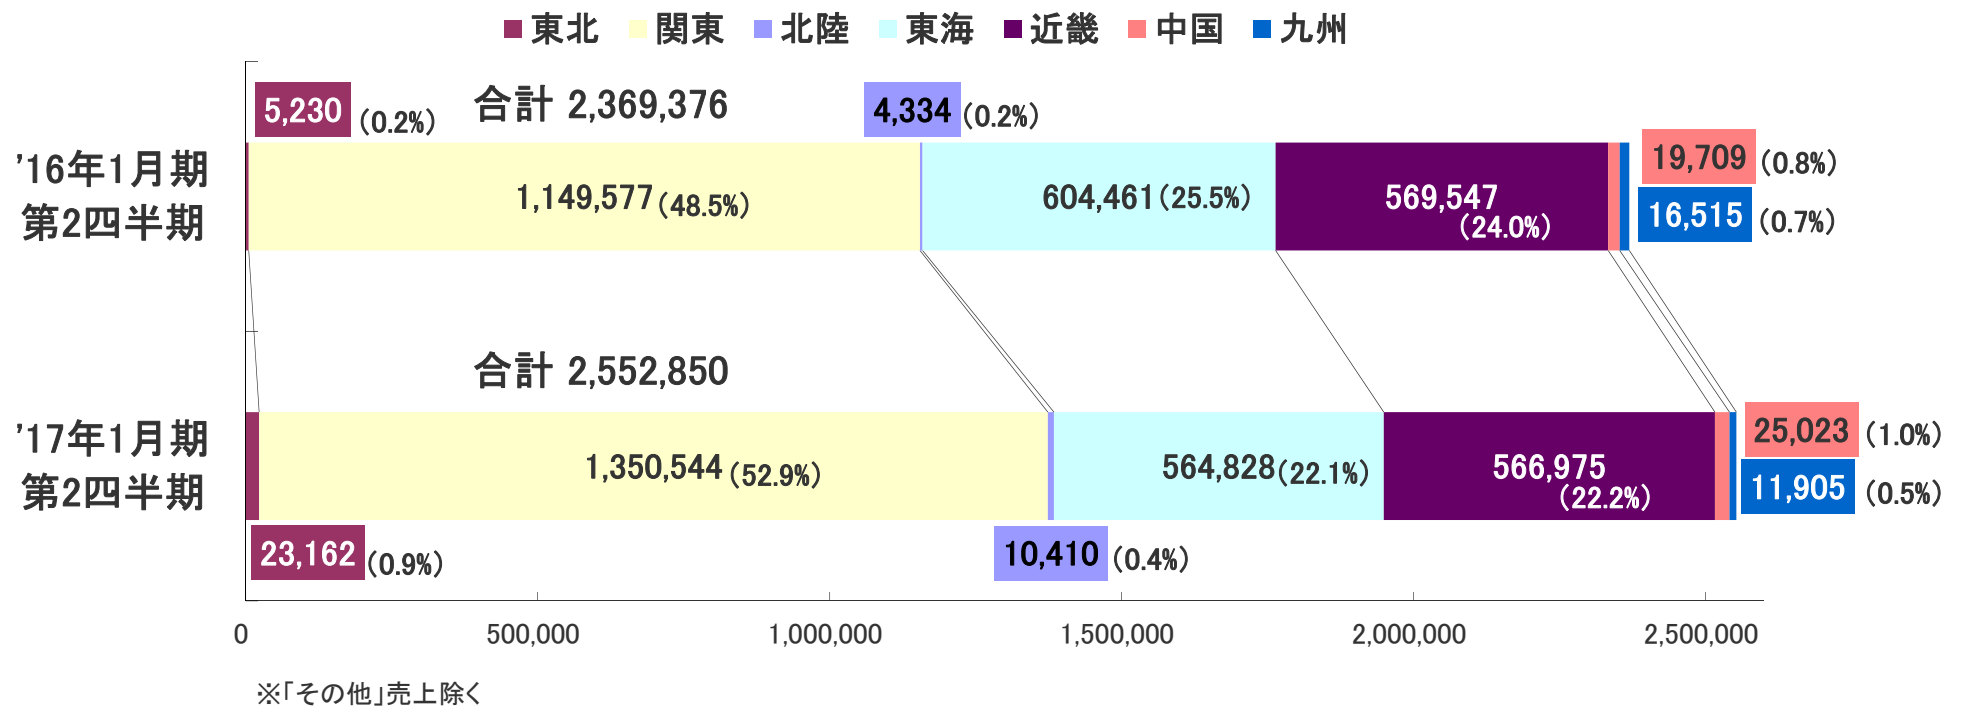 東北 関東 北陸 東海 近畿 中国 九州
5,230 (0.2%) 合計 2,369,376 4,334 (0.2%)
’16年1月期
第2四半期
1,149,577 (48.5%) 604,461 (25.5%) 569,547
(24.0%)
19,709 (0.8%)
16,515 (0.7%)
合計 2,552,850
’17年1月期
第2四半期
1,350,544 (52.9%) 564,828 (22.1%) 566,975
(22.2%)
25,023 (1.0%)
11,905 (0.5%)
23,162 (0.9%) 10,410 (0.4%)
0 500,000 1,000,000 1,500,000 2,000,000 2,500,000
※「その他」売上除く